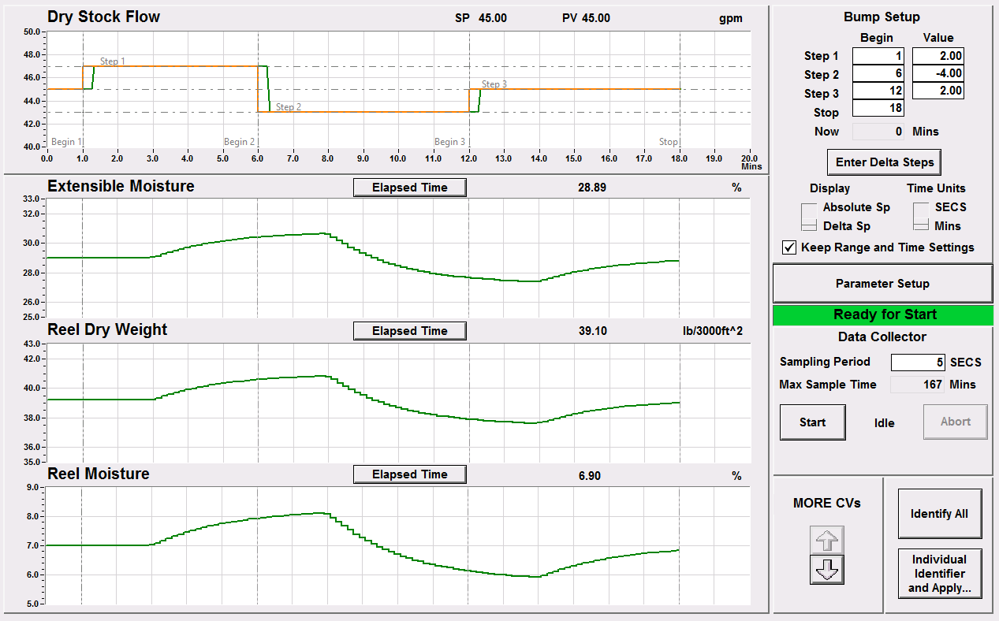 Dry Stock Flow SP 45.00 PV 45.00 gpm
50.0
48.0
46.0
44.0
42.0
40.0
Step 1
Step 2
Step 3
Begin 1
Begin 2
Begin 3
Stop
0.0 1.0 2.0 3.0 4.0 5.0 6.0 7.0 8.0 9.0 10.0 11.0 12.0 13.0 14.0 15.0 16.0 17.0 18.0 19.0 20.0
Mins
Extensible Moisture Elapsed Time 28.89 %
33.0
32.0
30.0
28.0
26.0
25.0
Reel Dry Weight Elapsed Time 39.10 lb/3000ft^2
43.0
42.0
40.0
38.0
36.0
35.0
Reel Moisture Elapsed Time 6.90 %
9.0
8.0
7.0
6.0
5.0
Bump Setup
Begin Value
Step 1 1 2.00
Step 2 6 -4.00
Step 3 12 2.00
Stop 18
Now 0 Mins
Enter Delta Steps
Display Time Units
Absolute Sp SECS
Delta Sp Mins
Keep Range and Time Settings
Parameter Setup
Ready for Start
Data Collector
Sampling Period 5 SECS
Max Sample Time 167 Mins
Start Idle Abort
MORE CVs
Identify All
Individual
Identifier
and Apply...